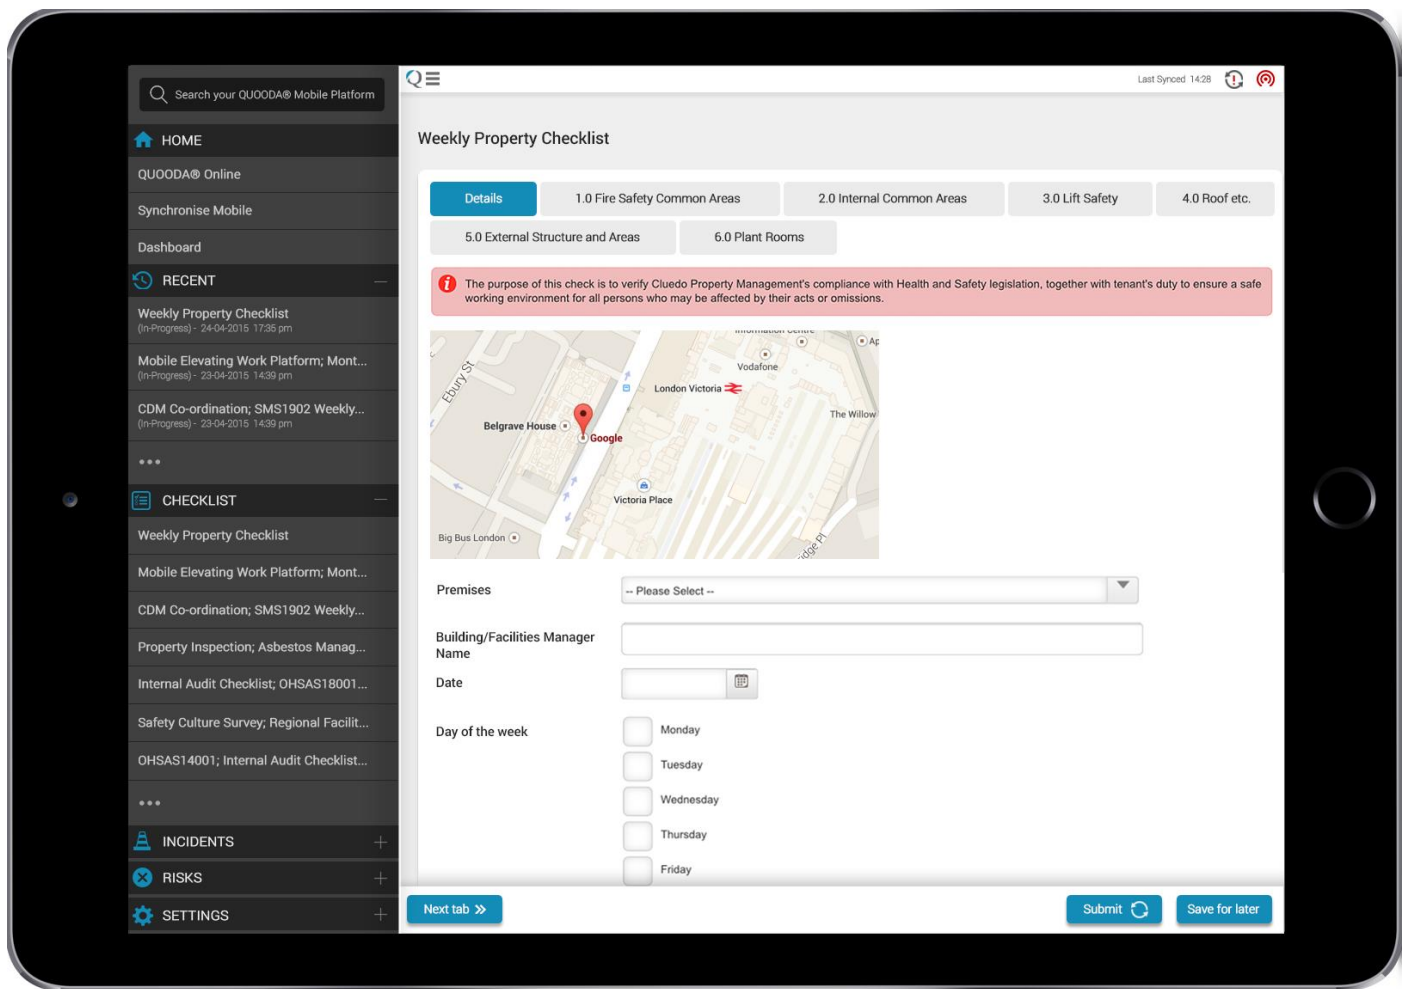 Search your QUOODA® Mobile Platform
HOME
QUOODA® Online
Synchronise Mobile
Dashboard
RECENT
Weekly Property Checklist
(In-Progress) - 24-04-2015 17:35 pm
Mobile Elevating Work Platform; Mont...
(In-Progress) - 23-04-2015 14:39 pm
CDM Co-ordination; SMS1902 Weekly...
(In-Progress) - 23-04-2015 14:39 pm
CHECKLIST
Weekly Property Checklist
Mobile Elevating Work Platform; Mont...
CDM Co-ordination; SMS1902 Weekly...
Property Inspection; Asbestos Manag...
Internal Audit Checklist; OHSAS18001...
Safety Culture Survey; Regional Facilit...
OHSAS14001; Internal Audit Checklist...
INCIDENTS
RISKS
SETTINGS
Last Synced 14:28
Weekly Property Checklist
Details
1.0 Fire Safety Common Areas
2.0 Internal Common Areas
3.0 Lift Safety
4.0 Roof etc.
5.0 External Structure and Areas
6.0 Plant Rooms
The purpose of this check is to verify Cluedo Property Management's compliance with Health and Safety legislation, together with tenant's duty to ensure a safe
working environment for all persons who may be affected by their acts or omissions.
Information Centre
Ap
Vodafone
Ebury St
London Victoria
The Willow
Belgrave House
Google
Victoria Place
Big Bus London
idge Pl
Premises
-- Please Select --
Building/Facilities Manager
Name
Date
Day of the week
Monday
Tuesday
Wednesday
Thursday
Friday
Next tab
Submit
Save for later